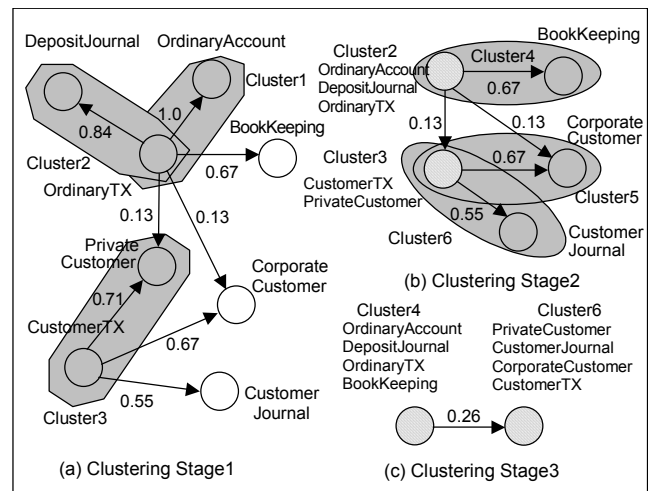 DepositJournal
OrdinaryAccount
Cluster1
1.0
0.84
BookKeeping
Cluster2
0.67
OrdinaryTX
0.13
0.13
Private
Customer
Corporate
Customer
0.71
CustomerTX
0.67
0.55
Customer
Journal
Cluster3
(a) Clustering Stage1
BookKeeping
Cluster2
Cluster4
OrdinaryAccount
DepositJournal
0.67
OrdinaryTX
0.13
0.13
Corporate
Customer
Cluster3
0.67
CustomerTX
PrivateCustomer
0.55
Cluster5
Cluster6
Customer
Journal
(b) Clustering Stage2
Cluster4
OrdinaryAccount
DepositJournal
OrdinaryTX
BookKeeping
Cluster6
PrivateCustomer
CustomerJournal
CorporateCustomer
CustomerTX
0.26
(c) Clustering Stage3